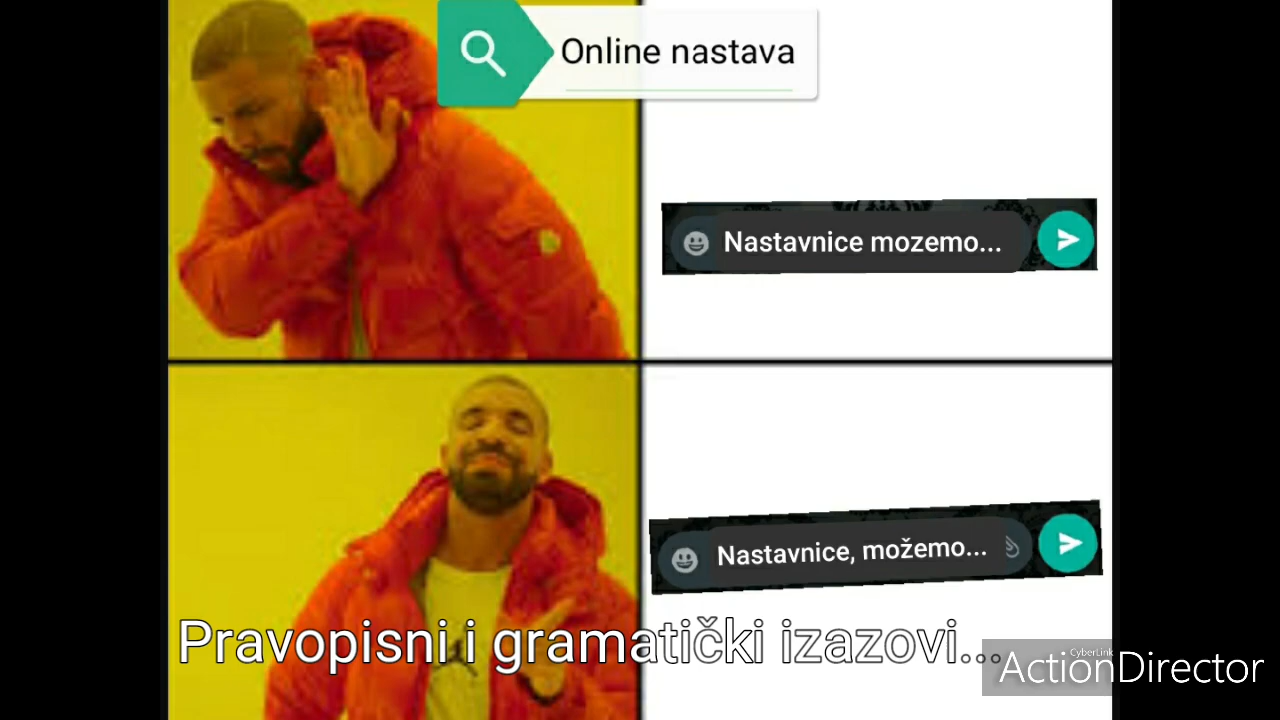 Online nastava
Nastavnice mozemo...
Nastavnice, možemo...
Pravopisni i gramatički izazovi...
CyberLink
ActionDirector